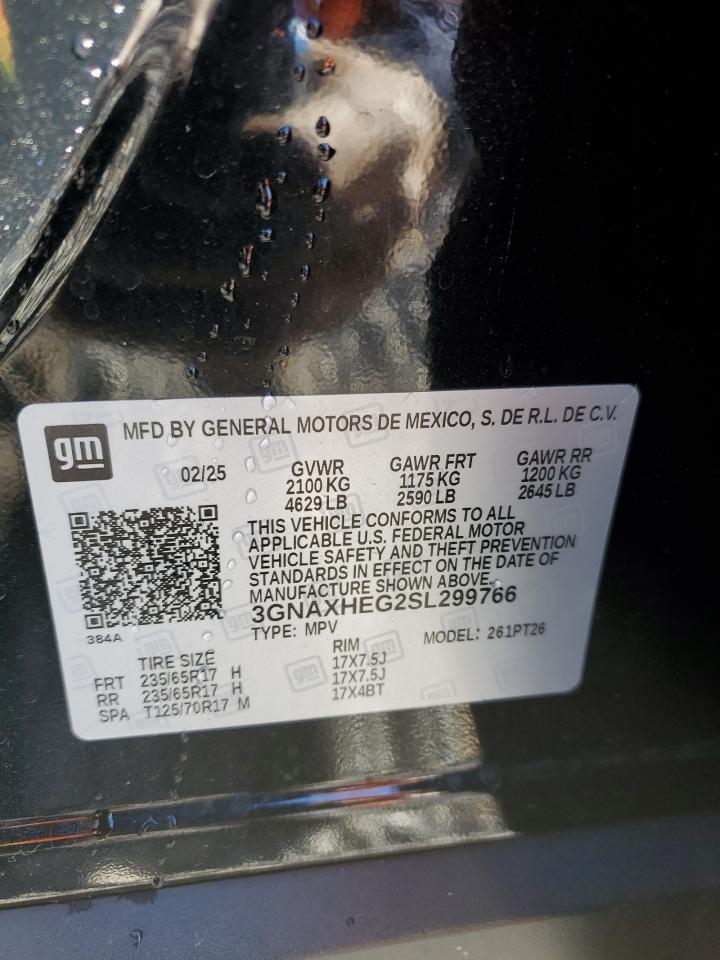 gm
MFD BY GENERAL MOTORS DE MEXICO, S. DE R.L. DE C.V.
02/25
GVWR
2100 KG
4629 LB
GAWR FRT
1175 KG
2590 LB
GAWR RR
1200 KG
2645 LB
THIS VEHICLE CONFORMS TO ALL
APPLICABLE U.S. FEDERAL MOTOR
VEHICLE SAFETY AND THEFT PREVENTION
STANDARDS IN EFFECT ON THE DATE OF
MANUFACTURE SHOWN ABOVE.
3GNAXHEG2SL299766
384A
TYPE: MPV
MODEL: 261PT26
TIRE SIZE RIM
FRT 235/65R17 H 17X7.5J
RR 235/65R17 H 17X7.5J
SPA T125/70R17 M 17X4BT